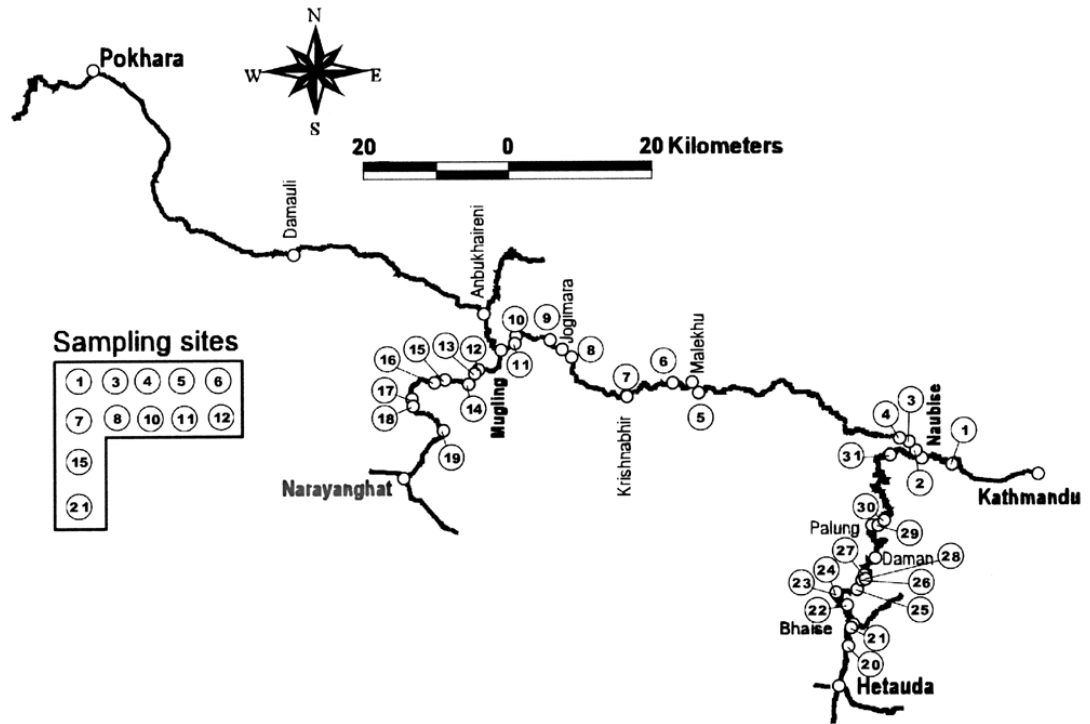 N
Pokhara
W E
S
20 0 20 Kilometers
Damauli
Anbukhaireni
Sampling sites
1 3 4 5 6
7 8 10 11 12
15
21
10 9 Jogimara
13 12 11 8
16 15 14 Mugling
17
18
19
Narayanghat
7 6 Malekhu
5
Krishnabhir
4 3 Naubise 1
31 2
Kathmandu
30
Palung 29
27 Daman 28
24 26
23 25
22
Bhaise 21
20
Hetauda